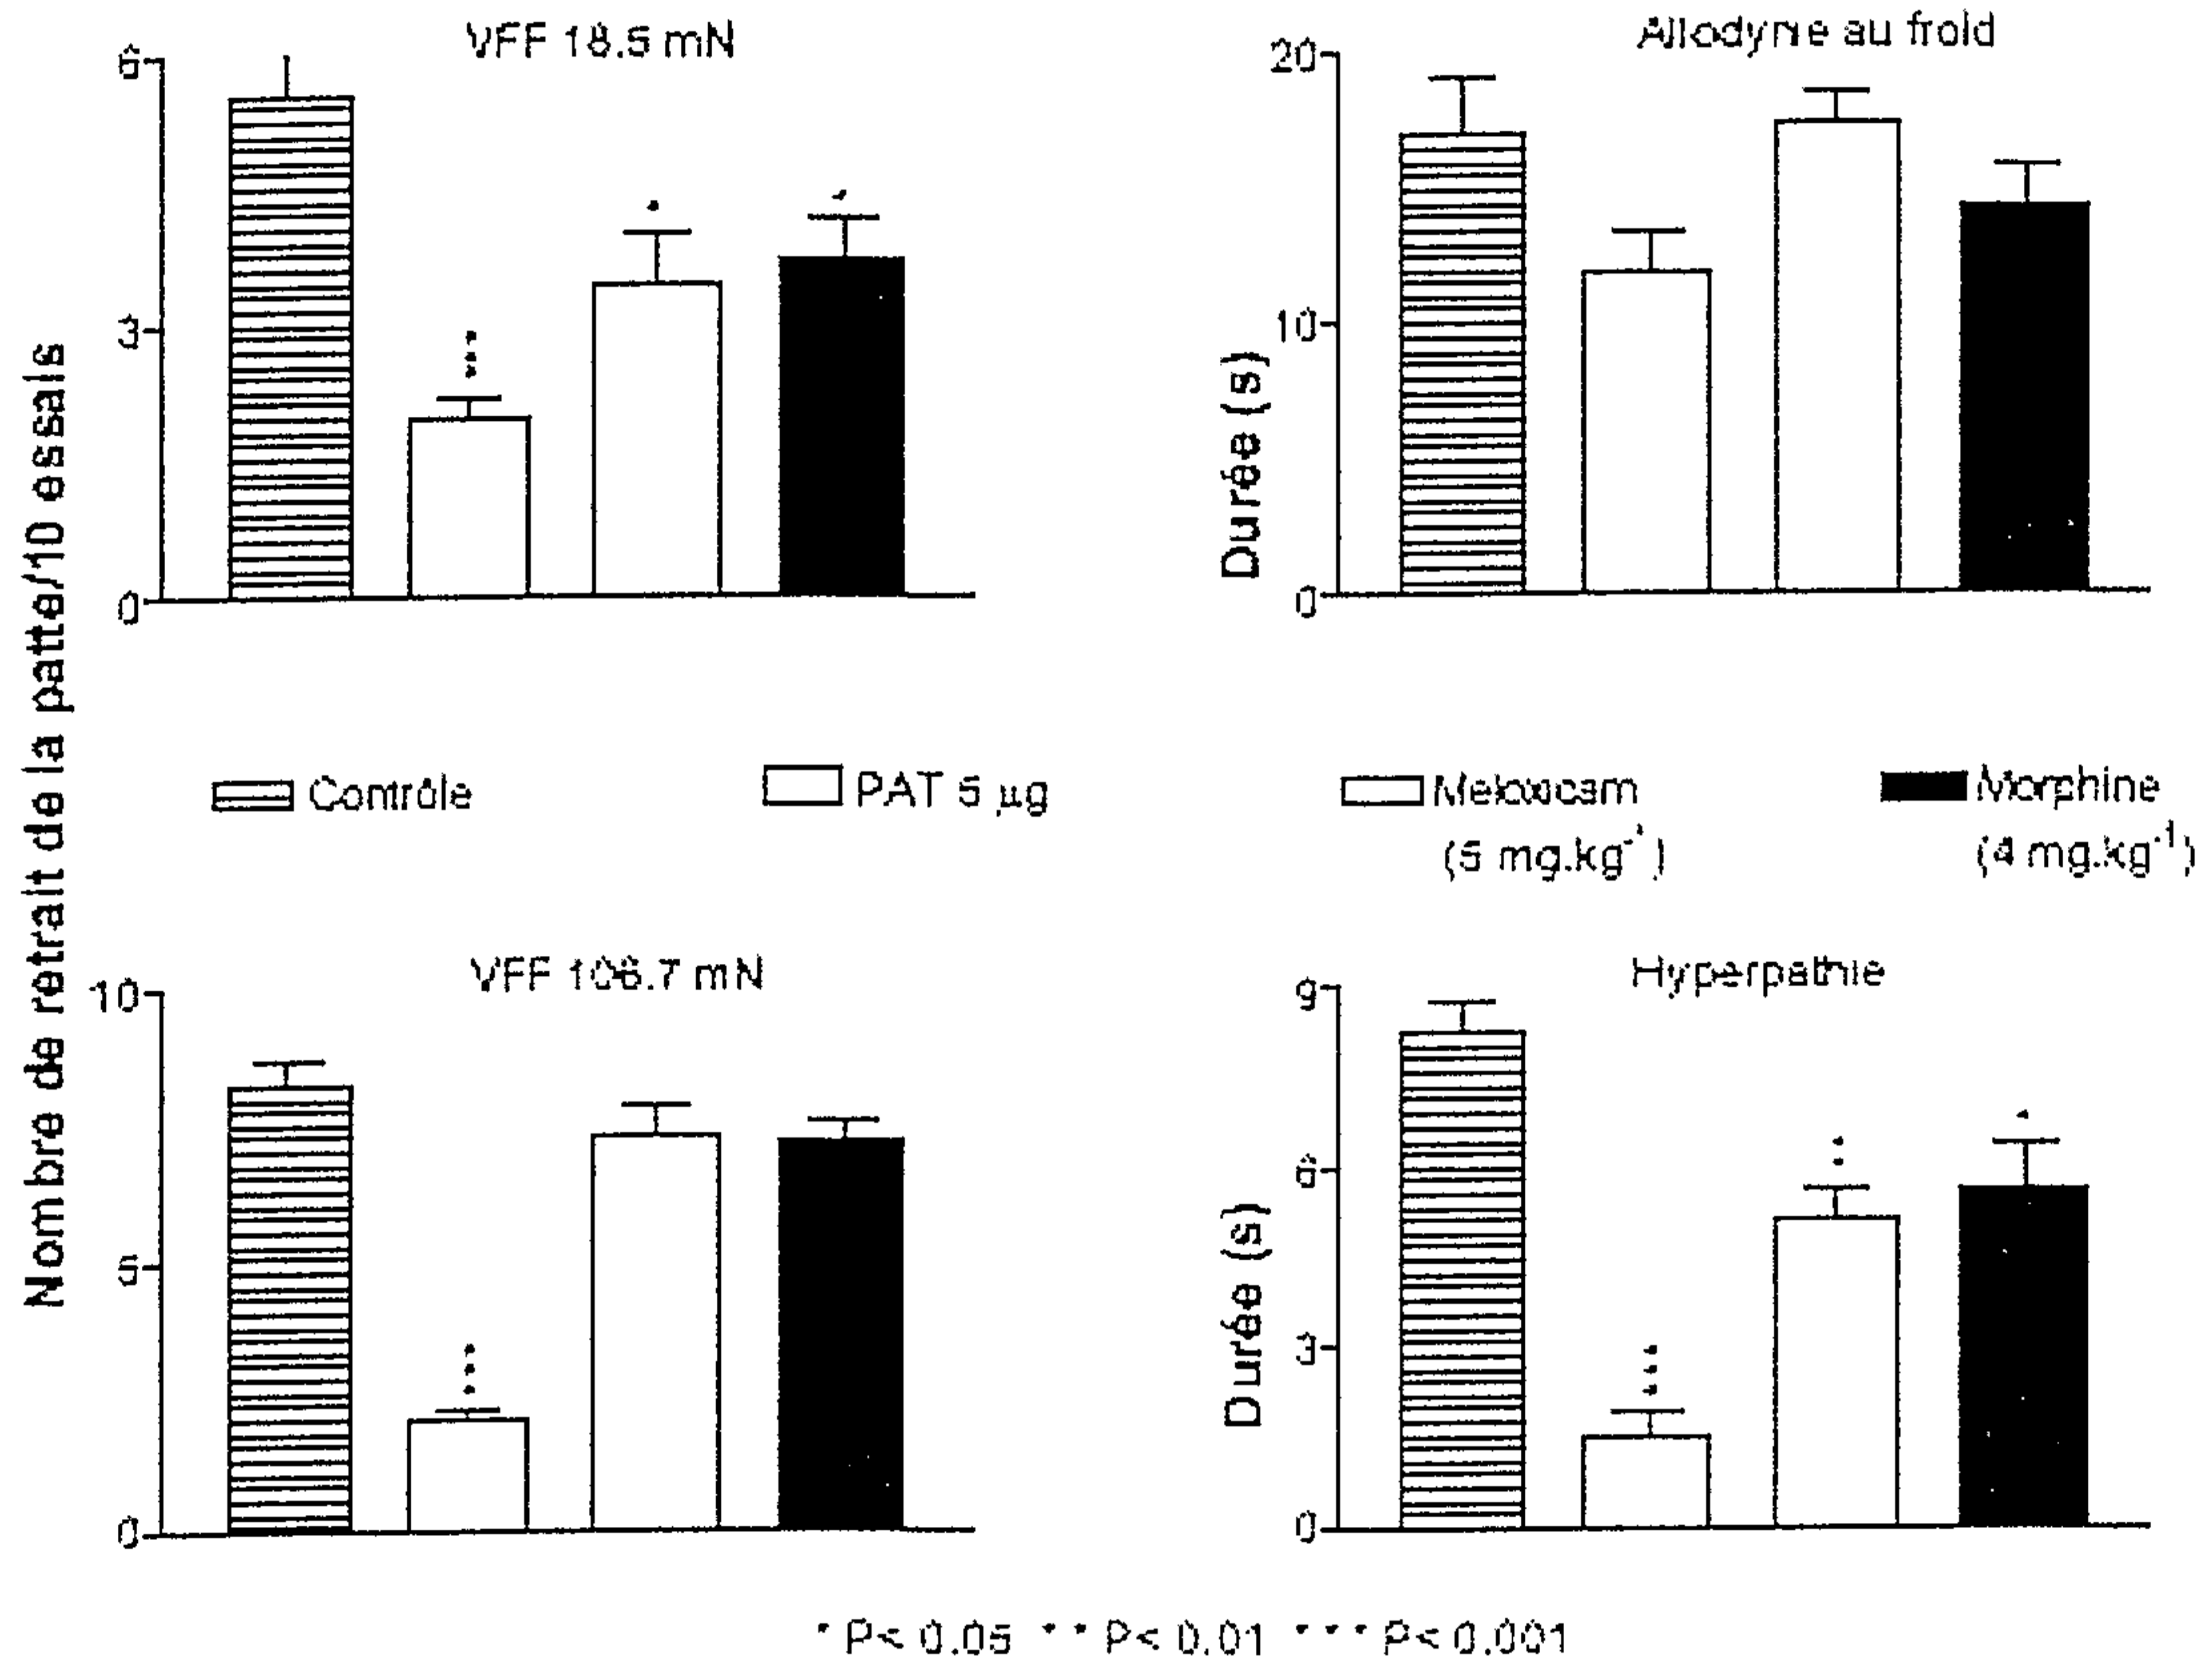 VFF 18.5 mN
6
3
0
Nombre de retrait de la patte/10 essais
Allodynie au froid
20
10
0
Durée (s)
Contrôle
PAT 5 µg
Meloxicam
(5 mg.kg⁻¹)
Morphine
(4 mg.kg⁻¹)
VFF 106.7 mN
10
5
0
Hyperpathie
9
6
3
0
Durée (s)
* P< 0.05 ** P< 0.01 *** P< 0.001